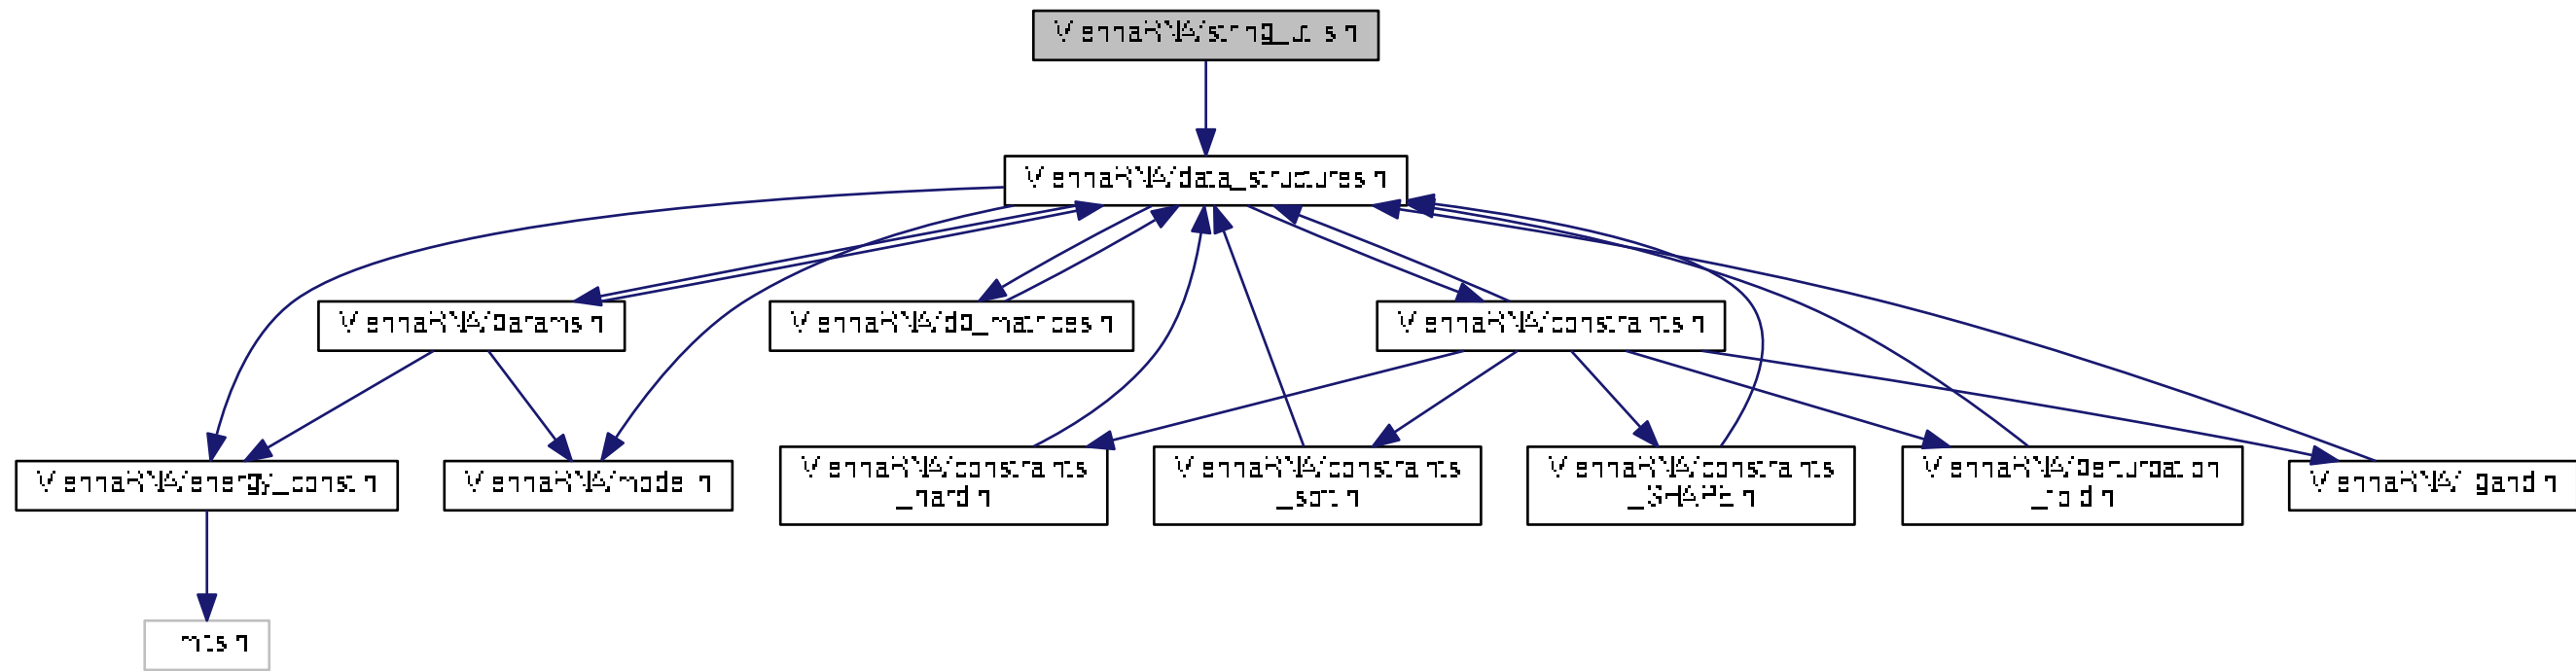 ViennaRNA/string_utils.h
ViennaRNA/data_structures.h
ViennaRNA/params.h
ViennaRNA/dp_matrices.h
ViennaRNA/constraints.h
ViennaRNA/energy_const.h
ViennaRNA/model.h
ViennaRNA/constraints
_hard.h
ViennaRNA/constraints
_soft.h
ViennaRNA/constraints
_SHAPE.h
ViennaRNA/perturbation
_fold.h
ViennaRNA/ligand.h
limits.h